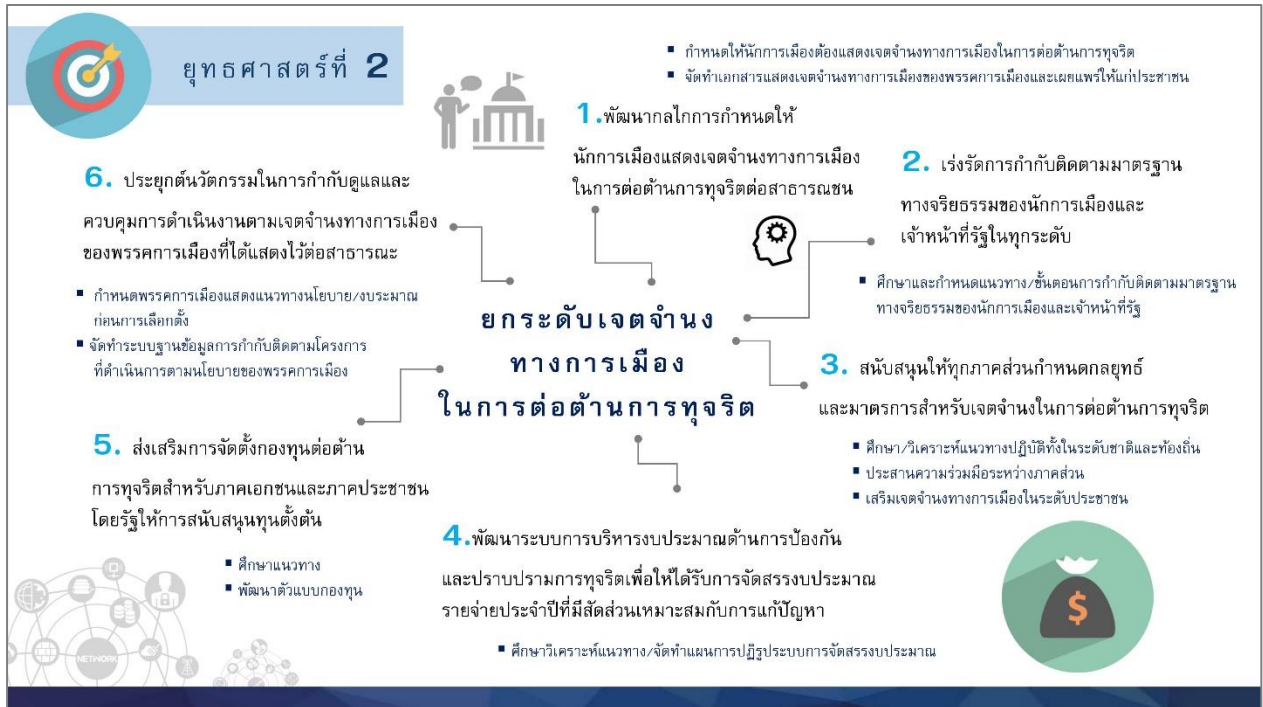 ยุทธศาสตร์ที่ 2
▪ กำหนดให้นักการเมืองต้องแสดงเจตจำนงทางการเมืองในการต่อต้านการทุจริต
▪ จัดทำเอกสารแสดงเจตจำนงทางการเมืองของพรรคการเมืองและเผยแพร่ให้แก่ประชาชน
1.พัฒนากลไกการกำหนดให้
นักการเมืองแสดงเจตจำนงทางการเมือง
ในการต่อต้านการทุจริตต่อสาธารณชน
2. เร่งรัดการกำกับติดตามมาตรฐาน
ทางจริยธรรมของนักการเมืองและ
เจ้าหน้าที่รัฐในทุกระดับ
▪ ศึกษาและกำหนดแนวทาง/ขั้นตอนการกำกับติดตามมาตรฐาน
ทางจริยธรรมของนักการเมืองและเจ้าหน้าที่รัฐ
ยกระดับเจตจำนง
ทางการเมือง
ในการต่อต้านการทุจริต
3. สนับสนุนให้ทุกภาคส่วนกำหนดกลยุทธ์
และมาตรการสำหรับเจตจำนงในการต่อต้านการทุจริต
▪ ศึกษา/วิเคราะห์แนวทางปฏิบัติทั้งในระดับชาติและท้องถิ่น
▪ ประสานความร่วมมือระหว่างภาคส่วน
▪ เสริมเจตจำนงทางการเมืองในระดับประชาชน
4.พัฒนาระบบการบริหารงบประมาณด้านการป้องกัน
และปราบปรามการทุจริตเพื่อให้ได้รับการจัดสรรงบประมาณ
รายจ่ายประจำปีที่มีสัดส่วนเหมาะสมกับการแก้ปัญหา
▪ ศึกษาวิเคราะห์แนวทาง/จัดทำแผนการปฏิรูประบบการจัดสรรงบประมาณ
5. ส่งเสริมการจัดตั้งกองทุนต่อต้าน
การทุจริตสำหรับภาคเอกชนและภาคประชาชน
โดยรัฐให้การสนับสนุนทุนตั้งต้น
▪ ศึกษาแนวทาง
▪ พัฒนาตัวแบบกองทุน
6. ประยุกต์นวัตกรรมในการกำกับดูแลและ
ควบคุมการดำเนินงานตามเจตจำนงทางการเมือง
ของพรรคการเมืองที่ได้แสดงไว้ต่อสาธารณะ
▪ กำหนดพรรคการเมืองแสดงแนวทางนโยบาย/งบประมาณ
ก่อนการเลือกตั้ง
▪ จัดทำระบบฐานข้อมูลการกำกับติดตามโครงการ
ที่ดำเนินการตามนโยบายของพรรคการเมือง
NETWORK
$